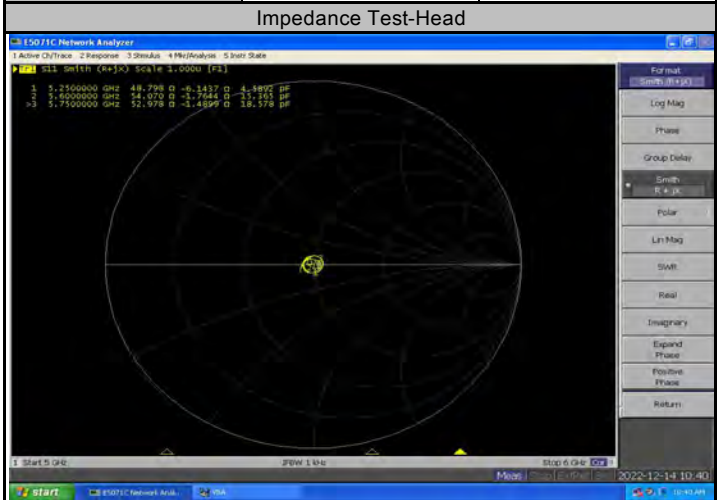 Impedance Test-Head
E5071C Network Analyzer
1 Active Ch/Trace 2 Response 3 Stimulus 4 Mkr/Analysis 5 Instr State
Tr1 S11 Smith (R+jX) Scale 1.000U [F1]
1 5.2500000 GHz 48.798 Ω -6.1437 Ω 4.5892 pF
2 5.6000000 GHz 54.070 Ω -1.7644 Ω 15.165 pF
>3 5.7500000 GHz 52.978 Ω -1.4899 Ω 18.578 pF
Format
Smith (R+jX)
Log Mag
Phase
Group Delay
Smith
R + jX
Polar
Lin Mag
SWR
Real
Imaginary
Expand
Phase
Positive
Phase
Return
1 Start 5 GHz
IFBW 1 kHz
Stop 6 GHz
Meas
2022-12-14 10:40
start
E5071C Network Anal...
VBA
10:40 AM